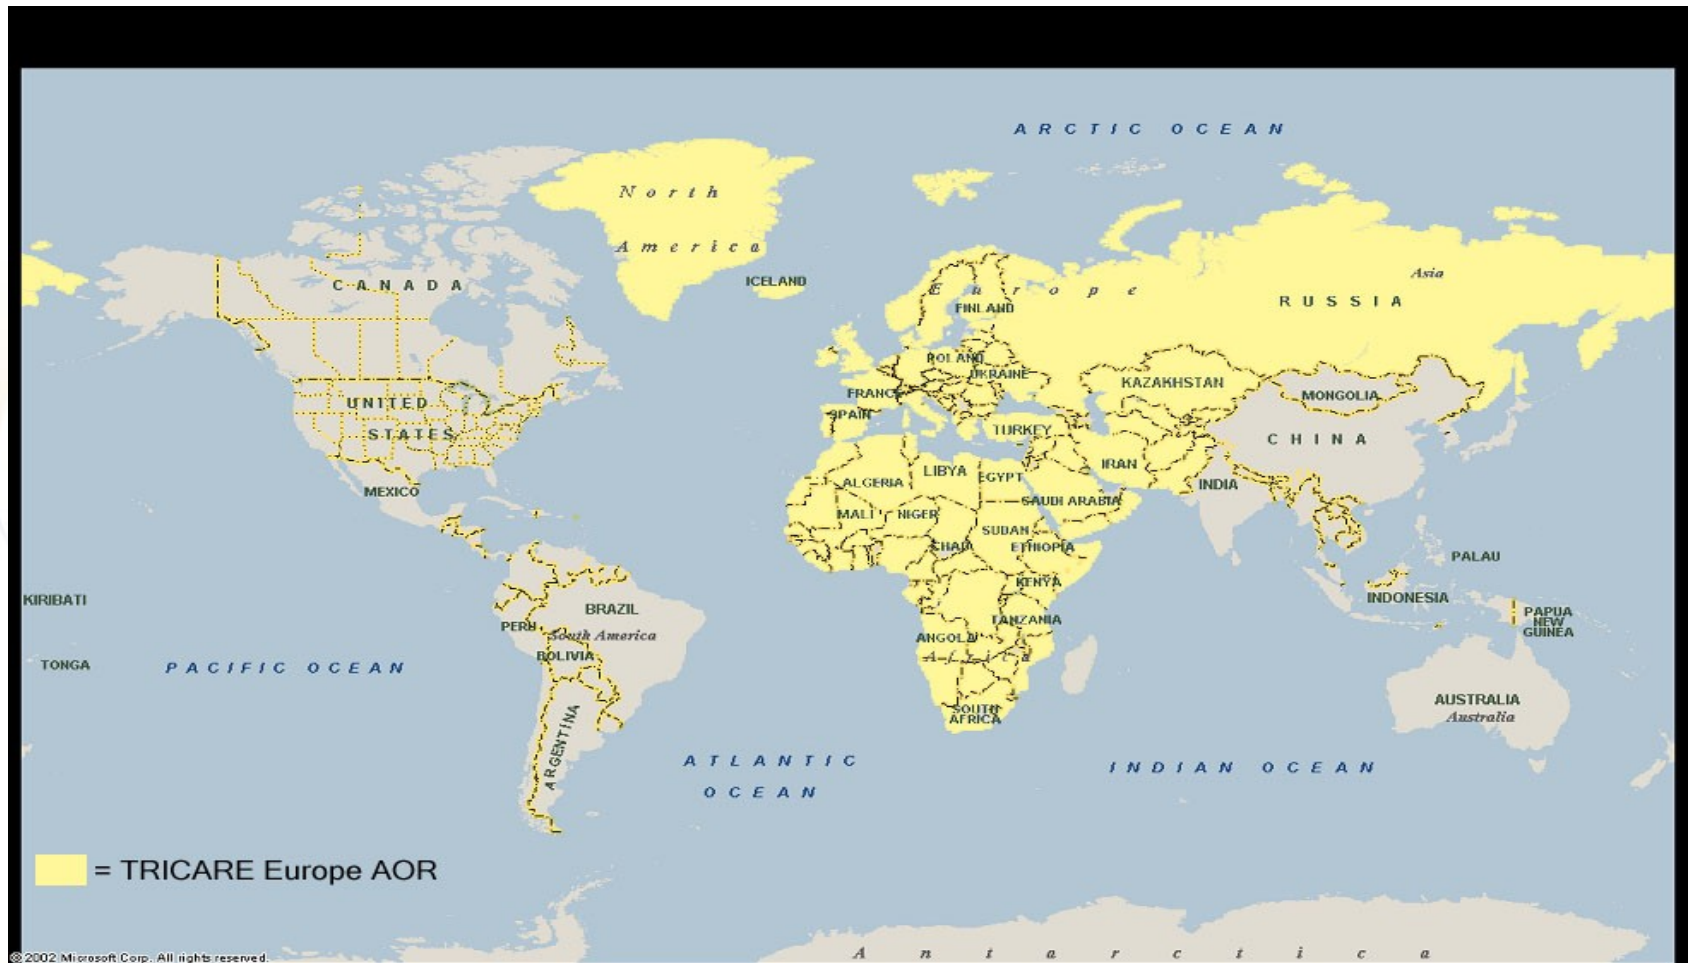 ARCTIC OCEAN
North
America
ICELAND
CANADA
Europe
FINLAND
Asia
RUSSIA
POLAND
UKRAINE
FRANCE
SPAIN
TURKEY
KAZAKHSTAN
MONGOLIA
CHINA
UNITED
STATES
MEXICO
ALGERIA
LIBYA
EGYPT
IRAN
SAUDI ARABIA
INDIA
MALI
NIGER
CHAD
SUDAN
ETHIOPIA
KENYA
TANZANIA
ANGOLA
Africa
SOUTH
AFRICA
PALAU
INDONESIA
PAPUA
NEW
GUINEA
KIRIBATI
TONGA
PACIFIC OCEAN
BRAZIL
PERU
South America
BOLIVIA
ARGENTINA
AUSTRALIA
Australia
ATLANTIC
OCEAN
INDIAN OCEAN
= TRICARE Europe AOR
Antarctica
© 2002 Microsoft Corp. All rights reserved.